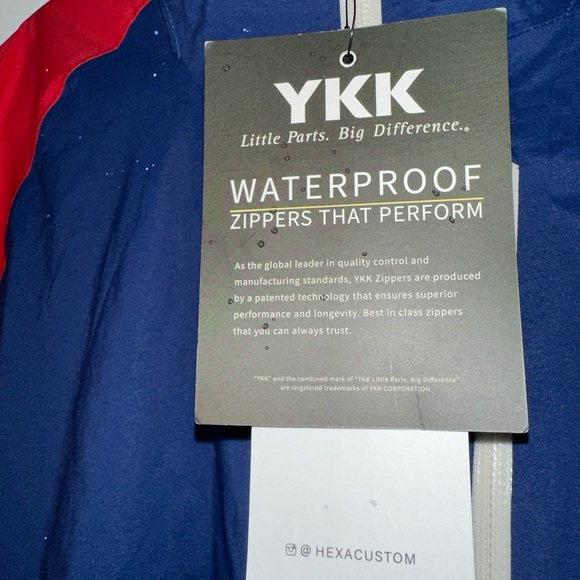 YKK
Little Parts. Big Difference.®
WATERPROOF
ZIPPERS THAT PERFORM
As the global leader in quality control and
manufacturing standards, YKK Zippers are produced
by a patented technology that ensures superior
performance and longevity. Best in class zippers
that you can always trust.
"YKK" and the combined mark of "YKK Little Parts, Big Difference"
are reigstered trademarks of YKK CORPORATION
@ HEXACUSTOM